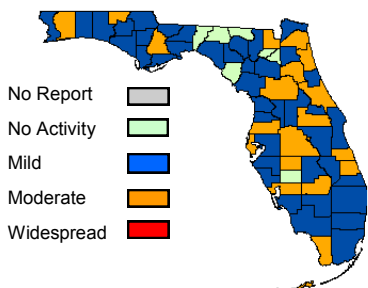 No Report
No Activity
Mild
Moderate
Widespread